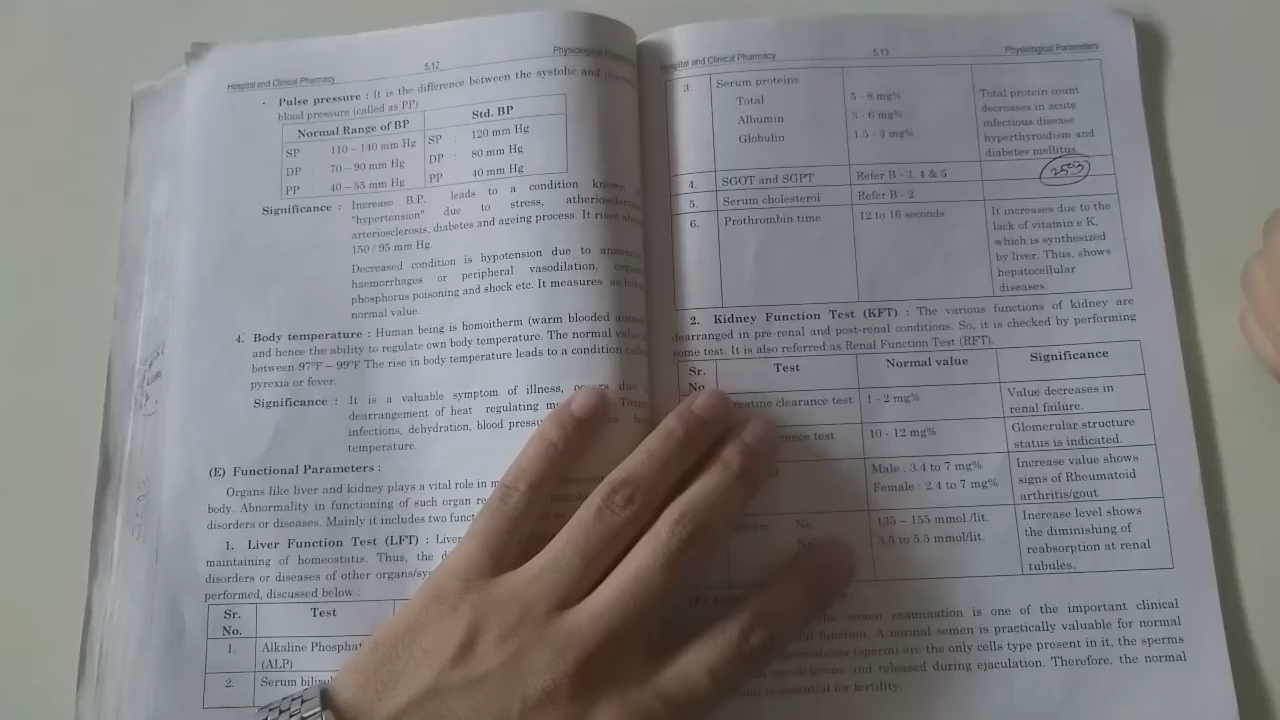 Hospital and Clinical Pharmacy 5.12 Physiological
- Pulse pressure : It is the difference between the systolic and
blood pressure (called as PP)
Normal Range of BP Std. BP
SP 110 – 140 mm Hg SP : 120 mm Hg
DP : 70 – 90 mm Hg DP : 80 mm Hg
PP : 40 – 55 mm Hg PP 40 mm Hg
Significance : Increase B.P. leads to a condition known
"hypertension" due to stress,
arteriosclerosis, diabetes and ageing process. It rises
150 / 95 mm Hg.
Decreased condition is hypotension due to
haemorrhages or peripheral vasodilation,
phosphorus poisoning and shock etc. It measures
normal value.
4. Body temperature : Human being is homoitherm (warm blooded
and hence the ability to regulate own body temperature. The normal
between 97°F – 99°F The rise in body temperature leads to a condition
pyrexia or fever.
Significance : It is a valuable symptom of illness, due
dearrangement of heat regulating
infections, dehydration, blood
temperature.
(E) Functional Parameters :
Organs like liver and kidney plays a vital role in
body. Abnormality in functioning of such organ
disorders or diseases. Mainly it includes two
1. Liver Function Test (LFT) :
maintaining of homeostatis. Thus, the
disorders or diseases of other
performed, discussed below :
Sr. No. Test
1. Alkaline
(ALP)
2. Serum
Hospital and Clinical Pharmacy 5.13 Physiological Parameters
3. Serum proteins
Total 5 - 8 mg% Total protein count
Albumin 3 - 6 mg% decreases in acute
Globulin 1.5 - 3 mg% infectious disease
hyperthyroidism and
diabetes mellitus.
4. SGOT and SGPT Refer B - 3, 4 & 5 253
5. Serum cholesterol Refer B - 2
6. Prothrombin time 12 to 16 seconds It increases due to the
lack of vitamin e K,
which is synthesized
by liver. Thus, shows
hepatocellular
diseases.
2. Kidney Function Test (KFT) : The various functions of kidney are
dearranged in pre-renal and post-renal conditions. So, it is checked by performing
some test. It is also referred as Renal Function Test (RFT).
Sr. No. Test Normal value Significance
clearance test 1 - 2 mg% Value decreases in
renal failure.
test 10 - 12 mg% Glomerular structure
status is indicated.
Male : 3.4 to 7 mg% Increase value shows
Female : 2.4 to 7 mg% signs of Rheumatoid
arthritis/gout
135 – 155 mmol./lit. Increase level shows
3.5 to 5.5 mmol/lit. the diminishing of
reabsorption at renal
tubules.
semen examination is one of the important clinical
function. A normal semen is practically valuable for normal
(sperm) are the only cells type present in it, the sperms
and released during ejaculation. Therefore, the normal
is essential for fertility.